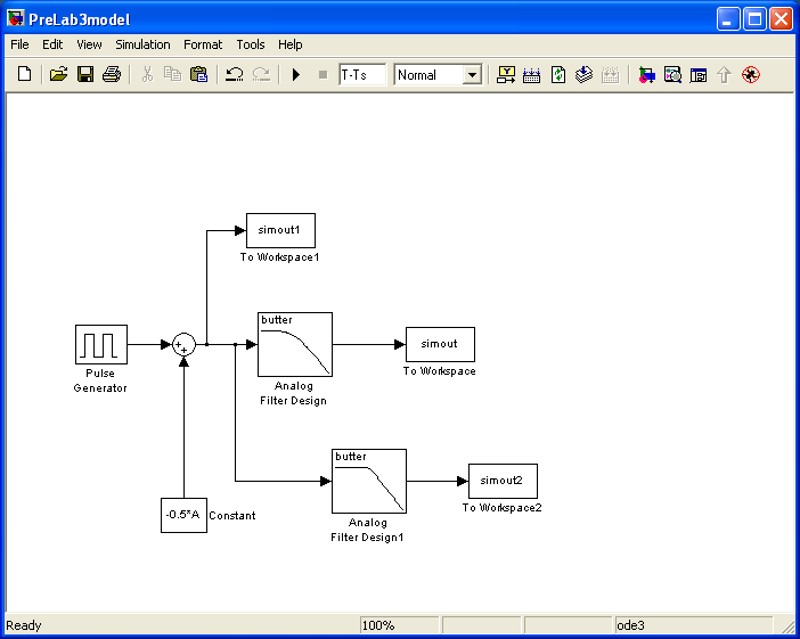 PreLab3model
File Edit View Simulation Format Tools Help
T-Ts Normal
simout1
To Workspace1
butter
simout
To Workspace
Pulse
Generator
Analog
Filter Design
butter
simout2
To Workspace2
-0.5*A Constant
Analog
Filter Design1
Ready 100% ode3